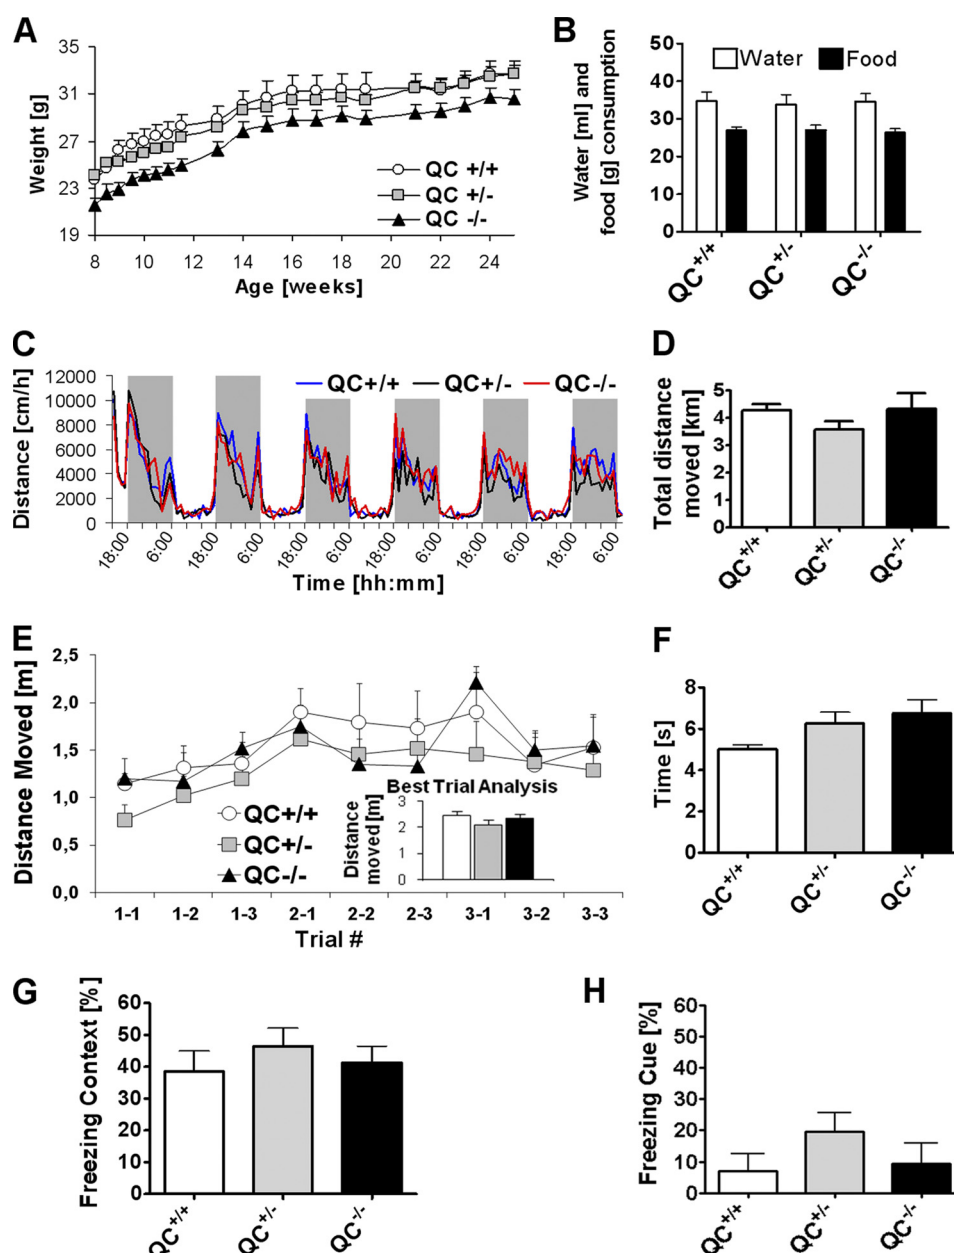 A
Weight [g]
35
31
27
23
19
QC +/+
QC +/-
QC -/-
8 10 12 14 16 18 20 22 24
Age [weeks]
B
Water [ml] and
food [g] consumption
50
40
30
20
10
0
Water Food
QC+/+ QC+/- QC-/-
C
Distance [cm/h]
12000
10000
8000
6000
4000
2000
0
QC+/+ QC+/- QC-/-
18:00 6:00 18:00 6:00 18:00 6:00 18:00 6:00 18:00 6:00 18:00 6:00
Time [hh:mm]
D
Total distance
moved [km]
5
4
3
2
1
0
QC+/+ QC+/- QC-/-
E
Distance Moved [m]
2,5
2,0
1,5
1,0
0,5
0,0
QC+/+
QC+/-
QC-/-
Best Trial Analysis
Distance
moved [m]
3
2
1
0
1-1 1-2 1-3 2-1 2-2 2-3 3-1 3-2 3-3
Trial #
F
Time [s]
8
6
4
2
0
QC+/+ QC+/- QC-/-
G
Freezing Context [%]
60
50
40
30
20
10
0
QC+/+ QC+/- QC-/-
H
Freezing Cue [%]
60
50
40
30
20
10
0
QC+/+ QC+/- QC-/-